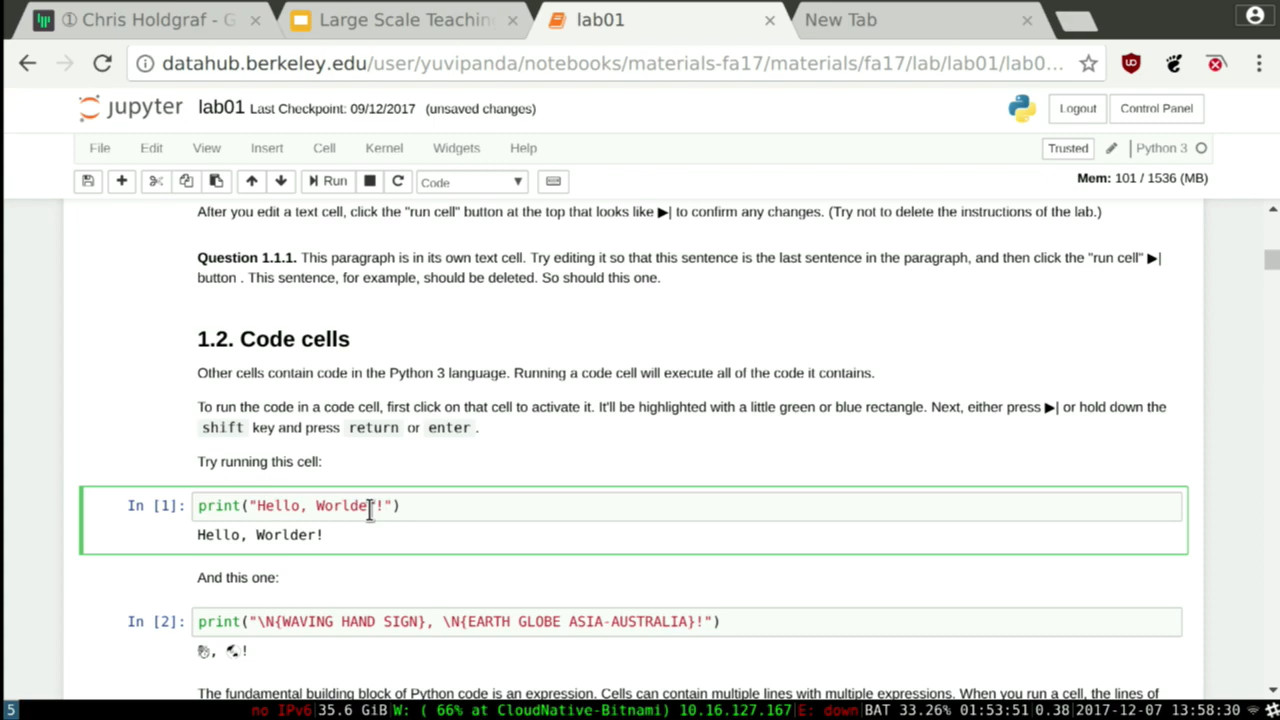 ① Chris Holdgraf - G
Large Scale Teaching
lab01
New Tab
datahub.berkeley.edu/user/yuvipanda/notebooks/materials-fa17/materials/fa17/lab/lab01/lab0...
jupyter lab01 Last Checkpoint: 09/12/2017 (unsaved changes)
Logout
Control Panel
File Edit View Insert Cell Kernel Widgets Help
Trusted
Python 3
Run
Code
Mem: 101 / 1536 (MB)
After you edit a text cell, click the "run cell" button at the top that looks like ▶| to confirm any changes. (Try not to delete the instructions of the lab.)
Question 1.1.1. This paragraph is in its own text cell. Try editing it so that this sentence is the last sentence in the paragraph, and then click the "run cell" ▶|
button . This sentence, for example, should be deleted. So should this one.
1.2. Code cells
Other cells contain code in the Python 3 language. Running a code cell will execute all of the code it contains.
To run the code in a code cell, first click on that cell to activate it. It'll be highlighted with a little green or blue rectangle. Next, either press ▶| or hold down the
shift key and press return or enter .
Try running this cell:
In [1]: print("Hello, Worlder!")
Hello, Worlder!
And this one:
In [2]: print("\N{WAVING HAND SIGN}, \N{EARTH GLOBE ASIA-AUSTRALIA}!")
👋, 🌏!
The fundamental building block of Python code is an expression. Cells can contain multiple lines with multiple expressions. When you run a cell, the lines of
5
no IPv6|35.6 GiB|W: ( 66% at CloudNative-Bitnami) 10.16.127.167|E: down|BAT 33.26% 01:53:51|0.38|2017-12-07 13:58:30